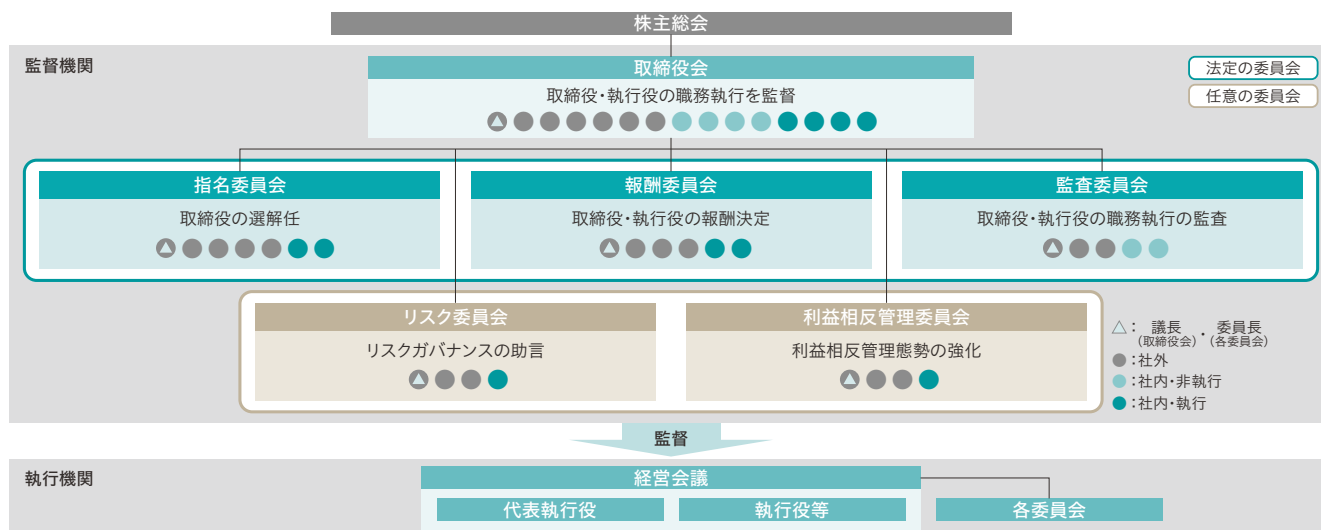 株主総会
監督機関
取締役会
取締役・執行役の職務執行を監督
法定の委員会
任意の委員会
指名委員会
取締役の選解任
報酬委員会
取締役・執行役の報酬決定
監査委員会
取締役・執行役の職務執行の監査
リスク委員会
リスクガバナンスの助言
利益相反管理委員会
利益相反管理態勢の強化
△： 議長 ・ 委員長
(取締役会) (各委員会)
●：社外
●：社内・非執行
●：社内・執行
監督
執行機関
経営会議
代表執行役
執行役等
各委員会